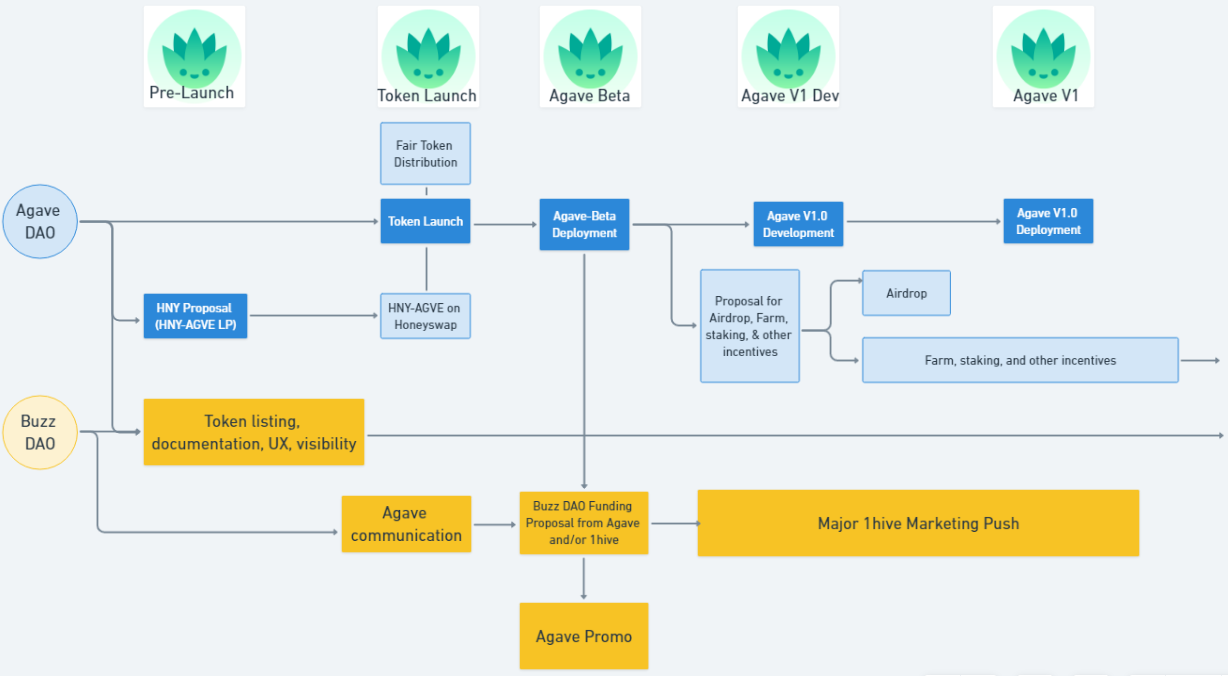 Pre-Launch
Token Launch
Agave Beta
Agave V1 Dev
Agave V1
Fair Token
Distribution
Agave
DAO
Token Launch
Agave-Beta
Deployment
Agave V1.0
Development
Agave V1.0
Deployment
HNY Proposal
(HNY-AGVE LP)
HNY-AGVE on
Honeyswap
Proposal for
Airdrop, Farm,
staking, & other
incentives
Airdrop
Farm, staking, and other incentives
Buzz
DAO
Token listing,
documentation, UX, visibility
Agave
communication
Buzz DAO Funding
Proposal from Agave
and/or 1hive
Major 1hive Marketing Push
Agave Promo